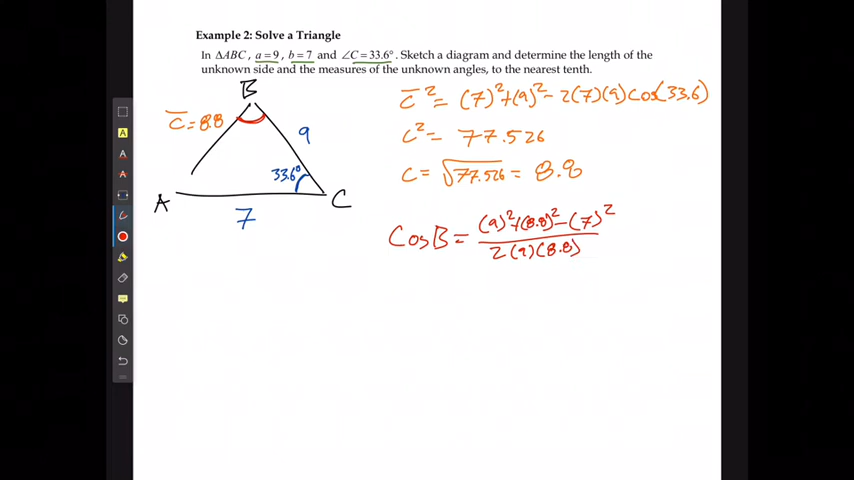 Example 2: Solve a Triangle
In ΔABC, a = 9, b = 7 and ∠C = 33.6°. Sketch a diagram and determine the length of the
unknown side and the measures of the unknown angles, to the nearest tenth.
B
c = 8.8
9
33.6°
A
C
7
c² = (7)²+(9)²-2(7)(9)cos(33.6)
c² = 77.526
c = √77.526 = 8.8
CosB = (9)²+(8.8)²-(7)²
2(9)(8.8)